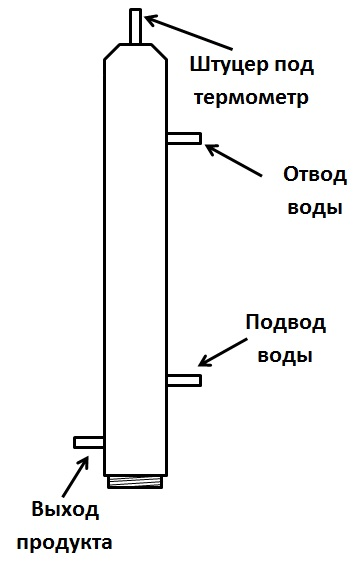 Штуцер под
термометр
Отвод
воды
Подвод
воды
Выход
продукта